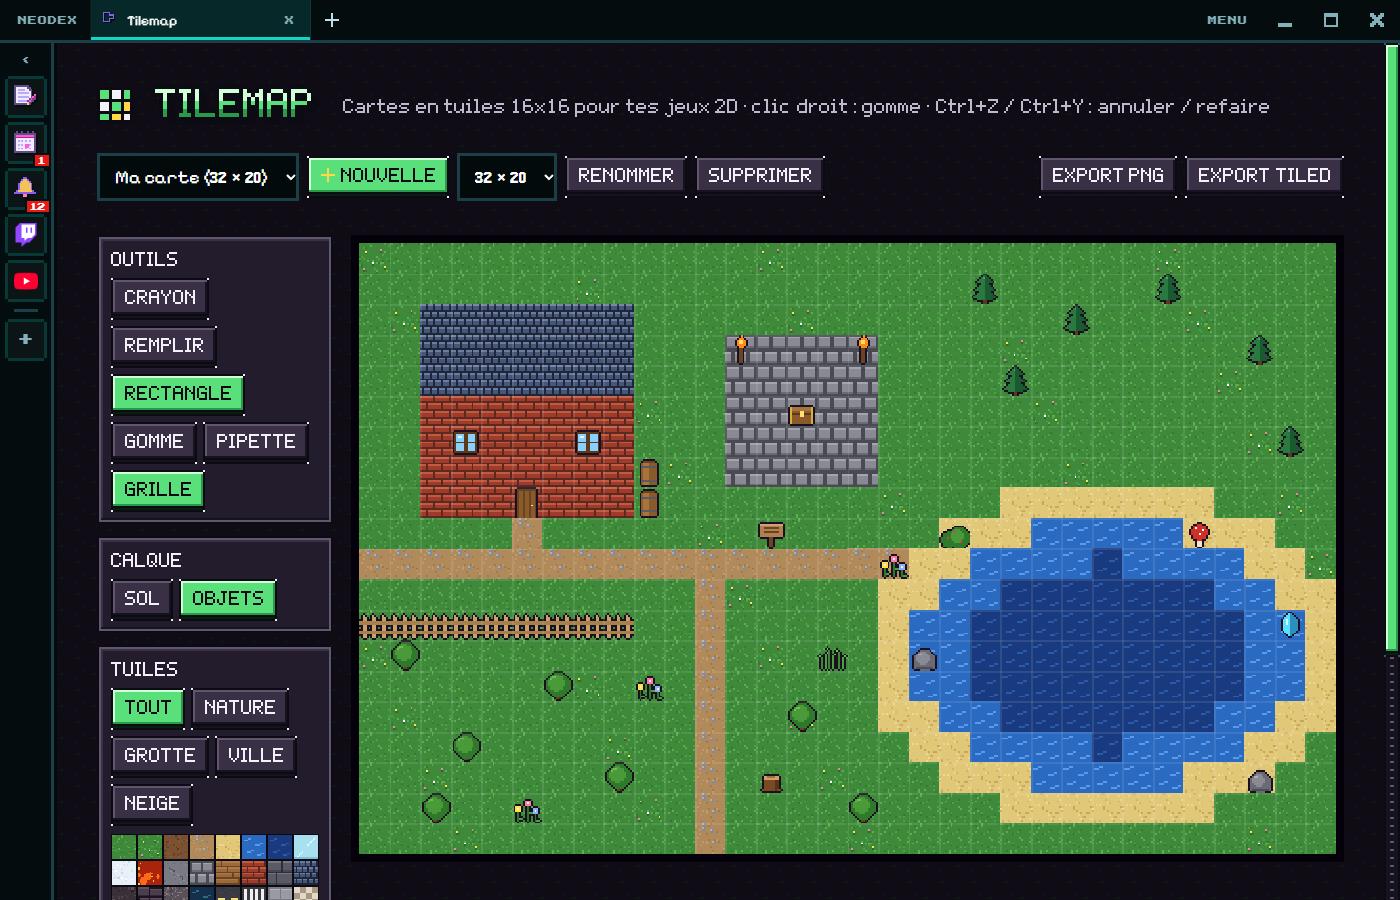 NEODEX
Tilemap
MENU
1
12
TILEMAP
Cartes en tuiles 16x16 pour tes jeux 2D · clic droit : gomme · Ctrl+Z / Ctrl+Y : annuler / refaire
Ma carte (32 × 20)
+ NOUVELLE
32 × 20
RENOMMER
SUPPRIMER
EXPORT PNG
EXPORT TILED
OUTILS
CRAYON
REMPLIR
RECTANGLE
GOMME
PIPETTE
GRILLE
CALQUE
SOL
OBJETS
TUILES
TOUT
NATURE
GROTTE
VILLE
NEIGE